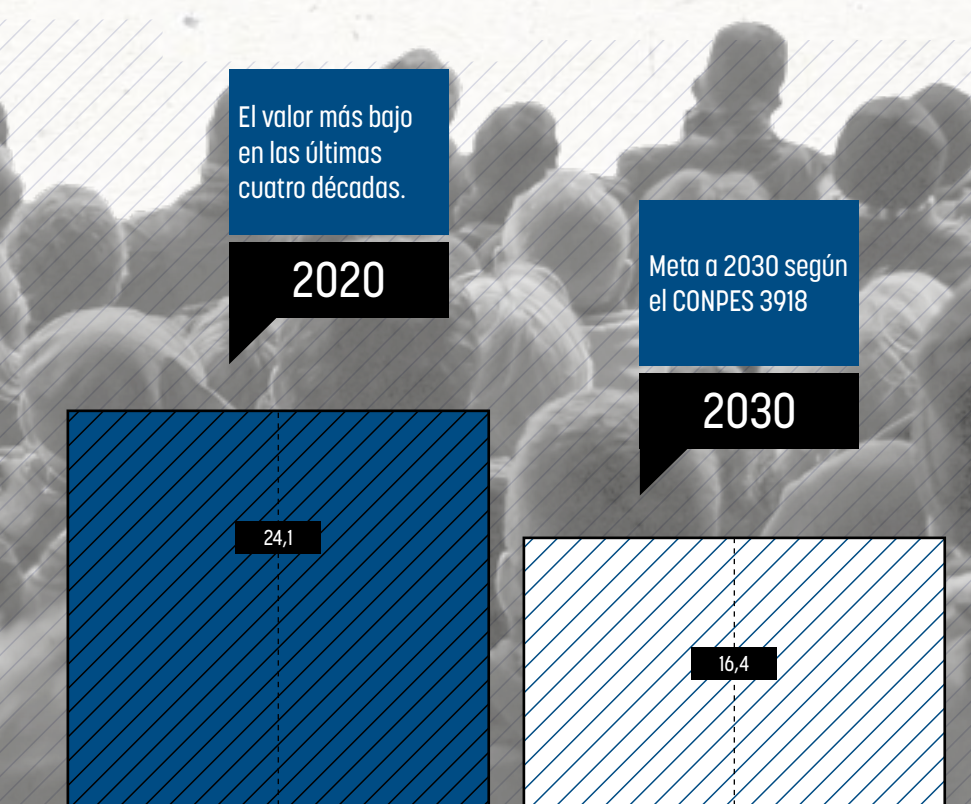 El valor más bajo
en las últimas
cuatro décadas.
2020
Meta a 2030 según
el CONPES 3918
2030
24,1
16,4